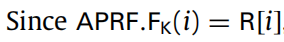 Since APRF.F_K(i) = R[i].